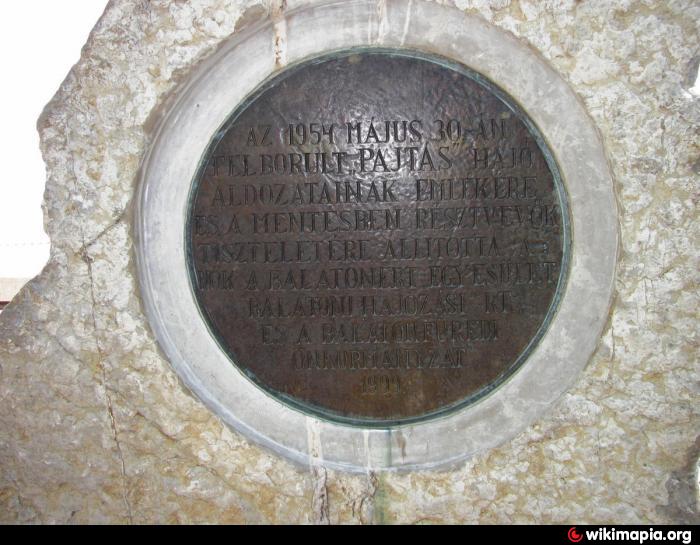 AZ 1954 MÁJUS 30-ÁN
FELBORULT „PAJTÁS” HAJÓ
ÁLDOZATAINAK EMLÉKÉRE,
ÉS A MENTÉSBEN RÉSZTVEVŐK
TISZTELETÉRE ÁLLÍTOTTA A
A BALATONÉRT EGYESÜLET
BALATONI HAJÓZÁSI RT.
ÉS A BALATONFÜREDI
ÖNKORMÁNYZAT
1999
wikimapia.org